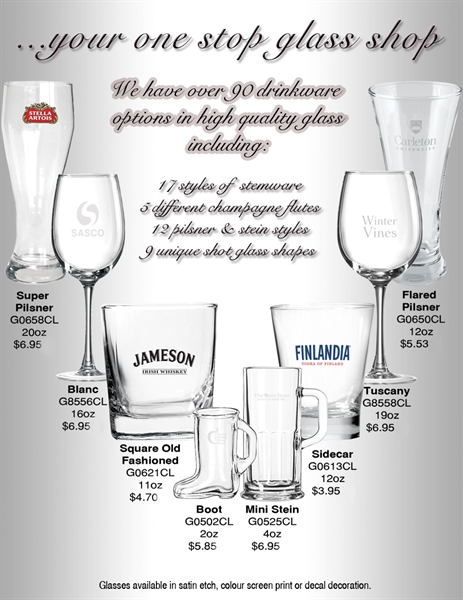 ...your one stop glass shop
We have over 90 drinkware
options in high quality glass
including:
17 styles of stemware
5 different champagne flutes
12 pilsner & stein styles
9 unique shot glass shapes
STELLA
ARTOIS
Carleton
UNIVERSITY
SASCO
Winter
Vines
Super
Pilsner
G0658CL
20oz
$6.95
Flared
Pilsner
G0650CL
12oz
$5.53
JAMESON
IRISH WHISKEY
FINLANDIA
VODKA OF FINLAND
Blanc
G8556CL
16oz
$6.95
Tuscany
G8558CL
19oz
$6.95
Square Old
Fashioned
G0621CL
11oz
$4.70
Sidecar
G0613CL
12oz
$3.95
Boot
G0502CL
2oz
$5.85
Mini Stein
G0525CL
4oz
$6.95
Glasses available in satin etch, colour screen print or decal decoration.